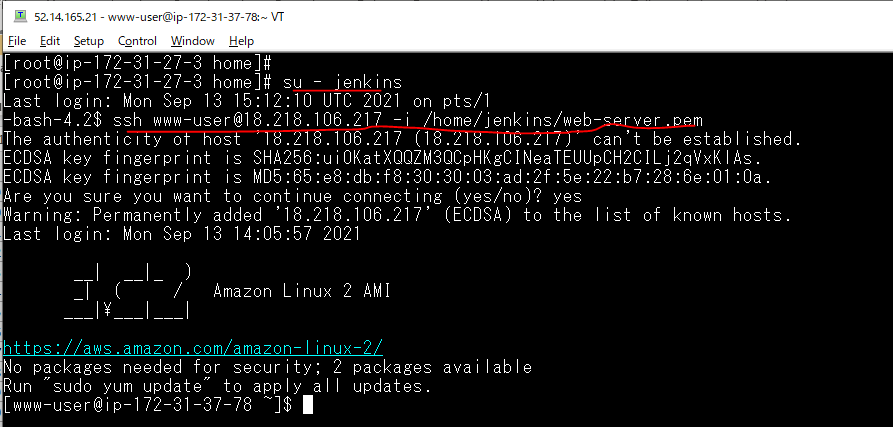 52.14.165.21 - www-user@ip-172-31-37-78:~ VT
File Edit Setup Control Window Help
[root@ip-172-31-27-3 home]#
[root@ip-172-31-27-3 home]# su - jenkins
Last login: Mon Sep 13 15:12:10 UTC 2021 on pts/1
-bash-4.2$ ssh www-user@18.218.106.217 -i /home/jenkins/web-server.pem
The authenticity of host '18.218.106.217 (18.218.106.217)' can't be established.
ECDSA key fingerprint is SHA256:uiOKatXQQZM3QCpHKgCINeaTEUUpCH2CILj2qVxKIAs.
ECDSA key fingerprint is MD5:65:e8:db:f8:30:30:03:ad:2f:5e:22:b7:28:6e:01:0a.
Are you sure you want to continue connecting (yes/no)? yes
Warning: Permanently added '18.218.106.217' (ECDSA) to the list of known hosts.
Last login: Mon Sep 13 14:05:57 2021
__| __|_ )
_| ( / Amazon Linux 2 AMI
___|¥___|___|
https://aws.amazon.com/amazon-linux-2/
No packages needed for security; 2 packages available
Run "sudo yum update" to apply all updates.
[www-user@ip-172-31-37-78 ~]$